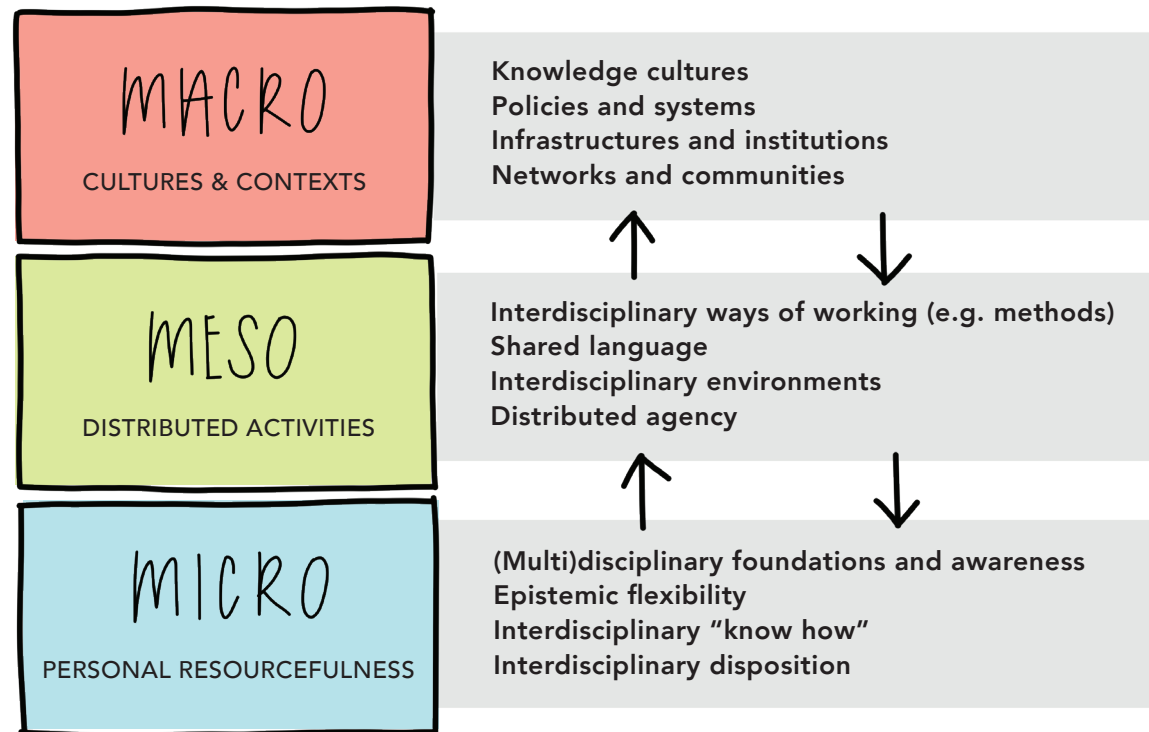 MACRO
CULTURES & CONTEXTS
Knowledge cultures
Policies and systems
Infrastructures and institutions
Networks and communities
MESO
DISTRIBUTED ACTIVITIES
Interdisciplinary ways of working (e.g. methods)
Shared language
Interdisciplinary environments
Distributed agency
MICRO
PERSONAL RESOURCEFULNESS
(Multi)disciplinary foundations and awareness
Epistemic flexibility
Interdisciplinary “know how”
Interdisciplinary disposition